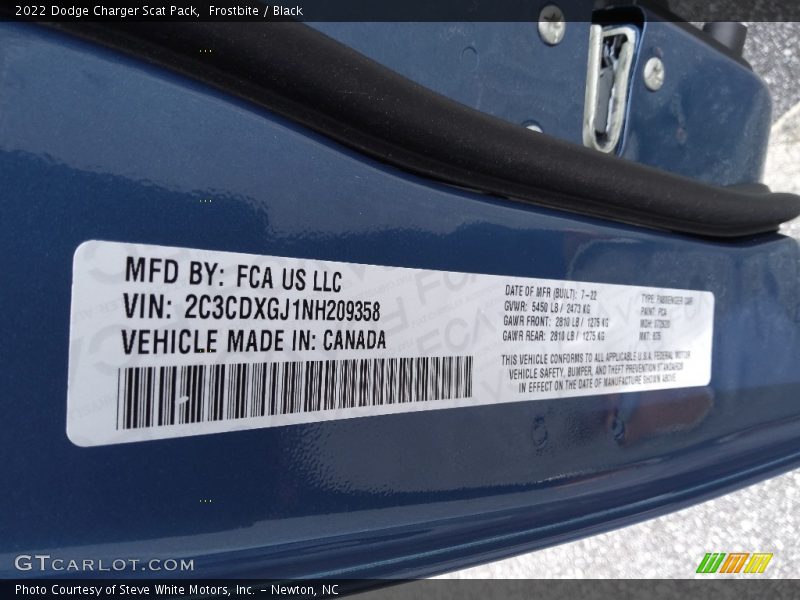 2022 Dodge Charger Scat Pack,  Frostbite / Black
MFD BY: FCA US LLC
VIN: 2C3CDXGJ1NH209358
VEHICLE MADE IN: CANADA
DATE OF MFR (BUILT): 7-22
GVWR: 5450 LB / 2473 KG
GAWR FRONT: 2810 LB / 1275 KG
GAWR REAR: 2810 LB / 1275 KG
TYPE: PASSENGER CAR
PAINT: PCA
MDH: 072520
MKT: 
THIS VEHICLE CONFORMS TO ALL APPLICABLE U.S.A. FEDERAL MOTOR
VEHICLE SAFETY, BUMPER, AND THEFT PREVENTION STANDARDS
IN EFFECT ON THE DATE OF MANUFACTURE SHOWN ABOVE
GTCARLOT.COM
Photo Courtesy of Steve White Motors, Inc. – Newton, NC